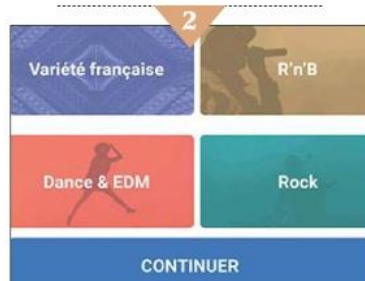 2
Variété française
R'n'B
Dance & EDM
Rock
CONTINUER